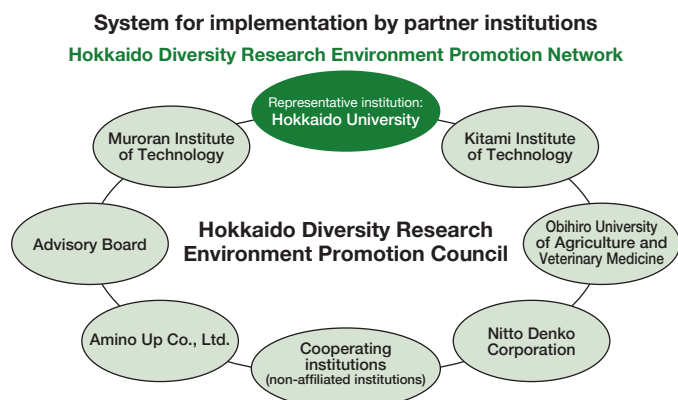 System for implementation by partner institutions
Hokkaido Diversity Research Environment Promotion Network
Representative institution:
Hokkaido University
Muroran Institute
of Technology
Kitami Institute
of Technology
Advisory Board
Hokkaido Diversity Research
Environment Promotion Council
Obihiro University
of Agriculture and
Veterinary Medicine
Amino Up Co., Ltd.
Cooperating
institutions
(non-affiliated institutions)
Nitto Denko
Corporation